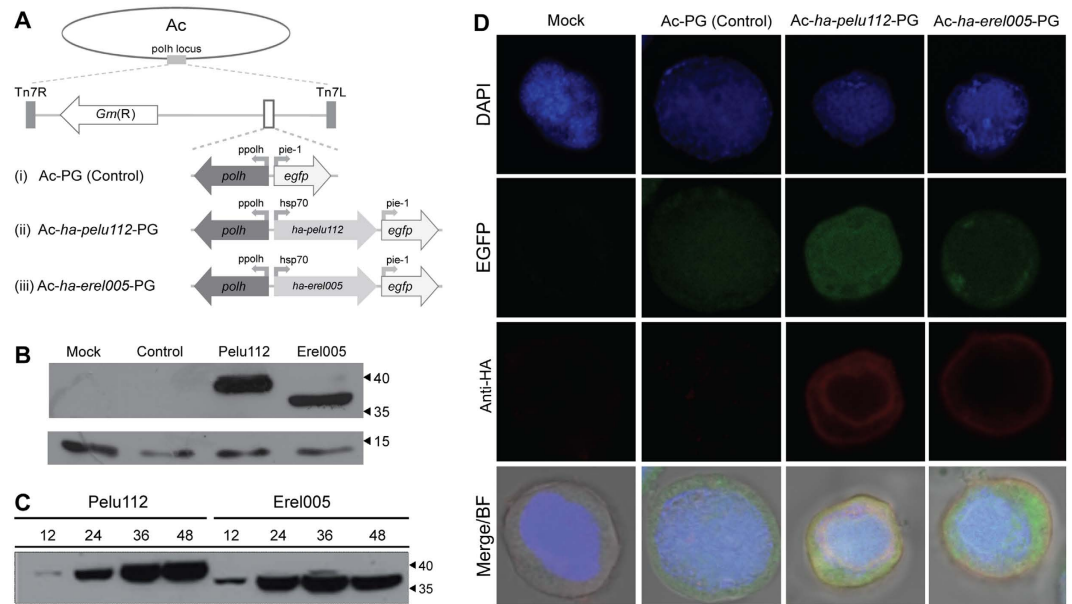 A
Ac
polh locus
Tn7R
Tn7L
Gm(R)
ppolh pie-1
(i) Ac-PG (Control) polh egfp
ppolh hsp70 pie-1
(ii) Ac-ha-pelu112-PG polh ha-pelu112 egfp
ppolh hsp70 pie-1
(iii) Ac-ha-erel005-PG polh ha-erel005 egfp
B
Mock Control Pelu112 Erel005
40
35
15
C
Pelu112 Erel005
12 24 36 48 12 24 36 48
40
35
D
Mock Ac-PG (Control) Ac-ha-pelu112-PG Ac-ha-erel005-PG
DAPI
EGFP
Anti-HA
Merge/BF